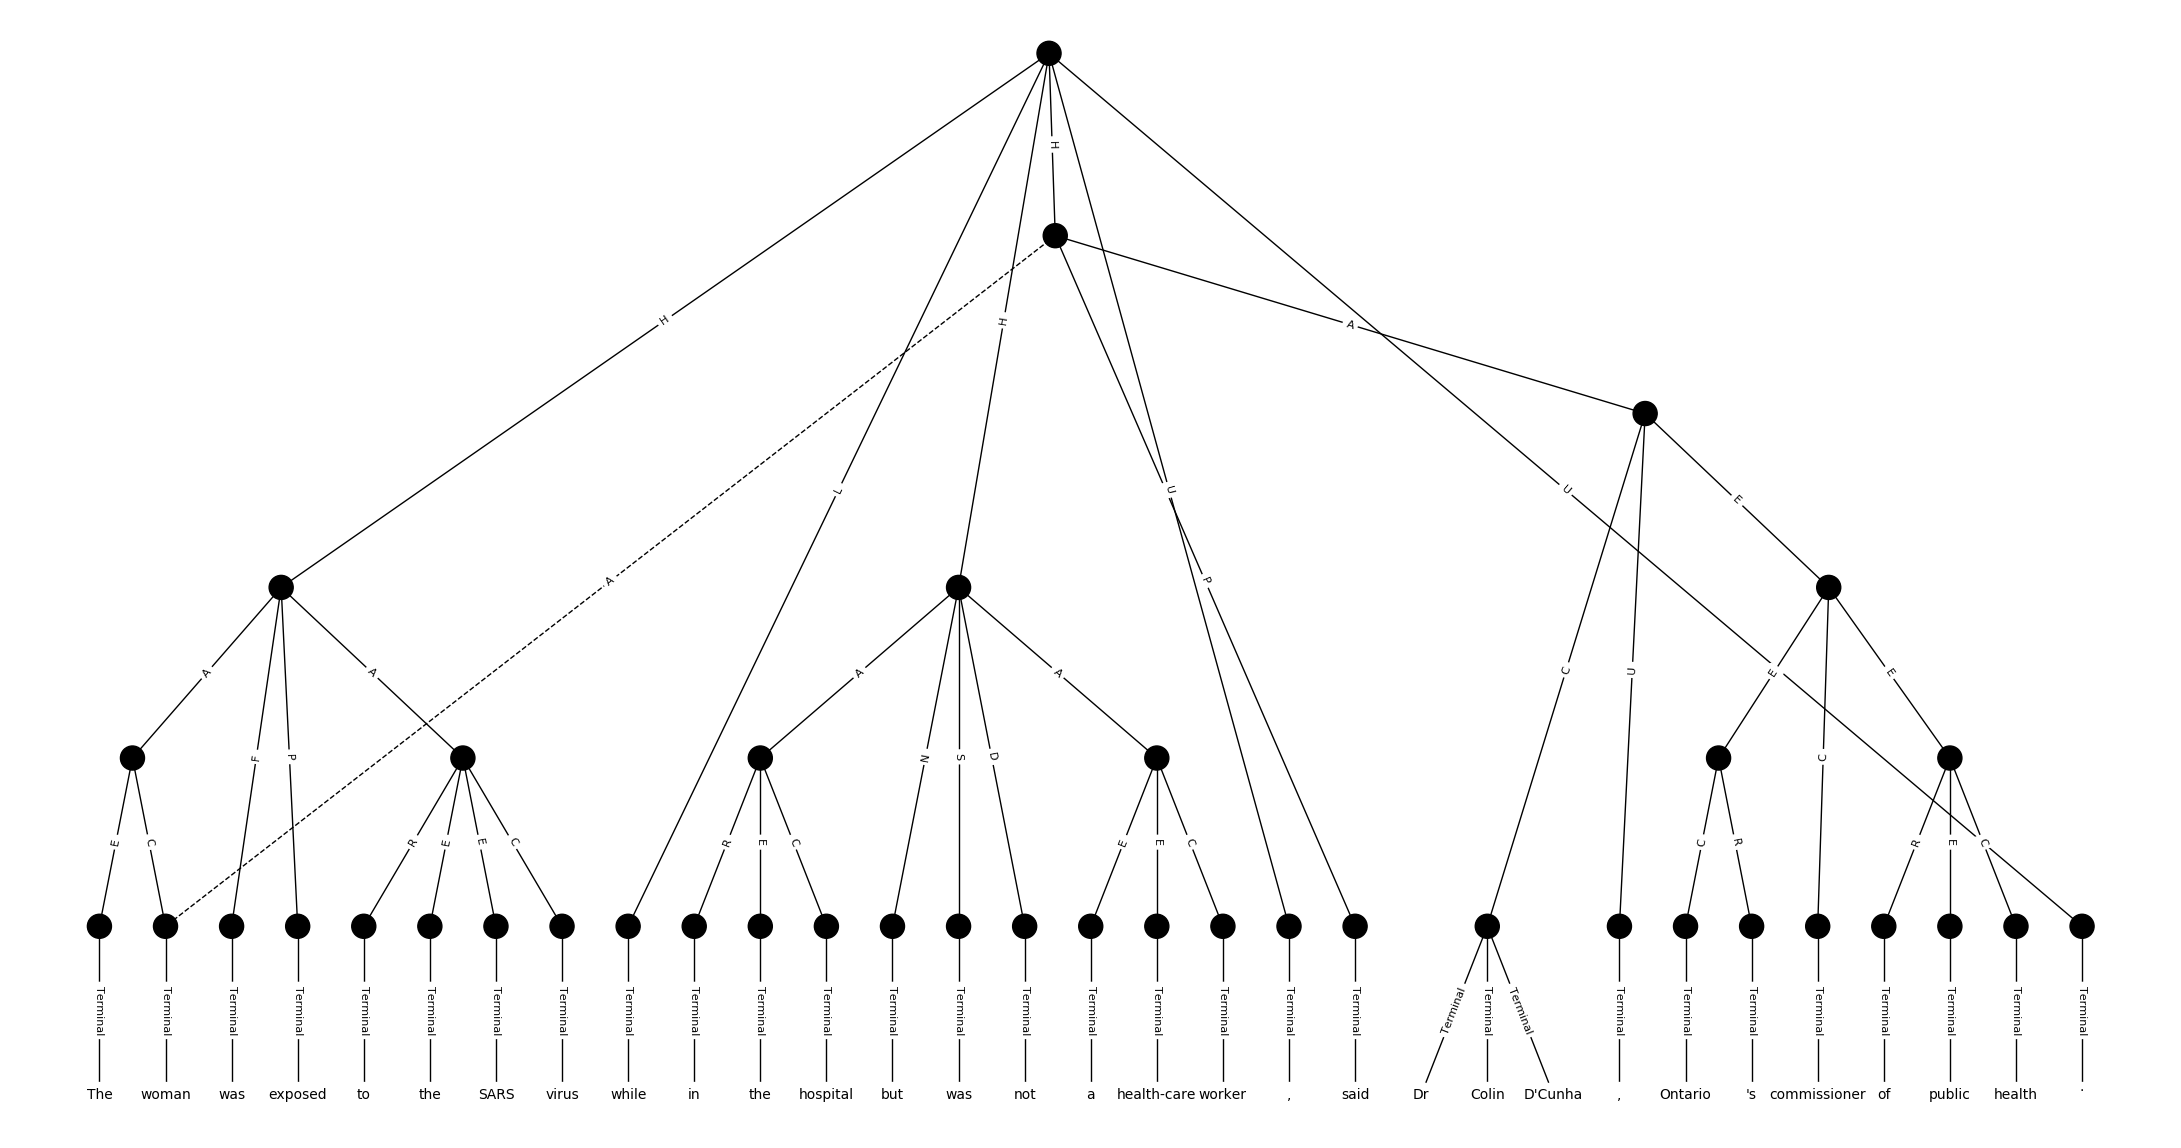 H
H
H
A
L
U
U
E
A
P
A
A
A
A
C
U
E
E
F
P
N
S
D
C
E
C
R
E
E
C
R
E
C
E
E
C
C
R
R
E
C
Terminal Terminal Terminal Terminal Terminal Terminal Terminal Terminal Terminal Terminal Terminal Terminal Terminal Terminal Terminal Terminal Terminal Terminal Terminal Terminal Terminal Terminal Terminal Terminal Terminal Terminal Terminal Terminal Terminal Terminal Terminal
The woman was exposed to the SARS virus while in the hospital but was not a health-care worker , said Dr Colin D'Cunha , Ontario 's commissioner of public health .